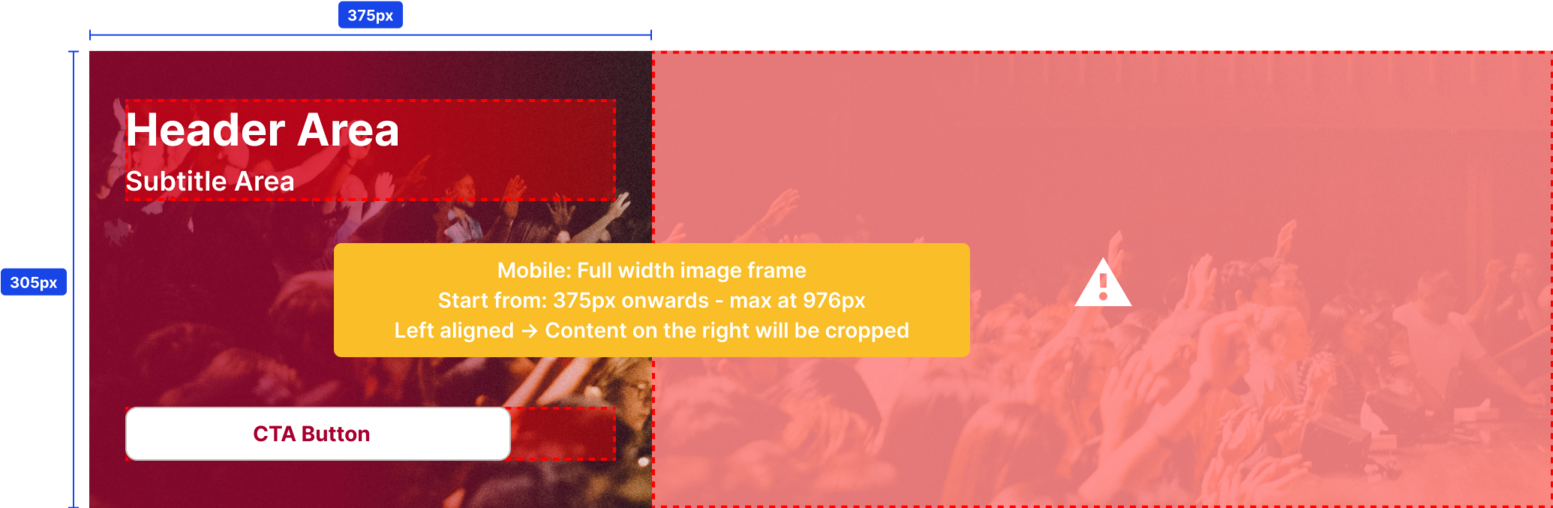 375px
305px
Header Area
Subtitle Area
Mobile: Full width image frame
Start from: 375px onwards - max at 976px
Left aligned → Content on the right will be cropped
CTA Button